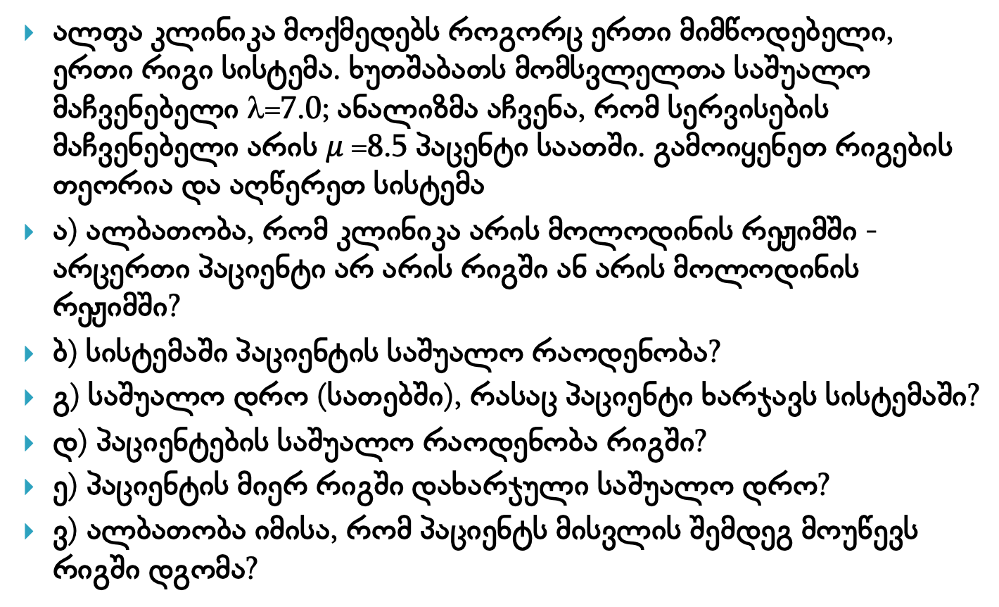 ალფა კლინიკა მოქმედებს როგორც ერთი მიმწოდებელი,
ერთი რიგი სისტემა. ხუთშაბათს მომსვლელთა საშუალო
მაჩვენებელი λ=7.0; ანალიზმა აჩვენა, რომ სერვისების
მაჩვენებელი არის μ =8.5 პაცენტი საათში. გამოიყენეთ რიგების
თეორია და აღწერეთ სისტემა
ა) ალბათობა, რომ კლინიკა არის მოლოდინის რეჟიმში –
არცერთი პაციენტი არ არის რიგში ან არის მოლოდინის
რეჟიმში?
ბ) სისტემაში პაციენტის საშუალო რაოდენობა?
გ) საშუალო დრო (სათებში), რასაც პაციენტი ხარჯავს სისტემაში?
დ) პაციენტების საშუალო რაოდენობა რიგში?
ე) პაციენტის მიერ რიგში დახარჯული საშუალო დრო?
ვ) ალბათობა იმისა, რომ პაციენტს მისვლის შემდეგ მოუწევს
რიგში დგომა?